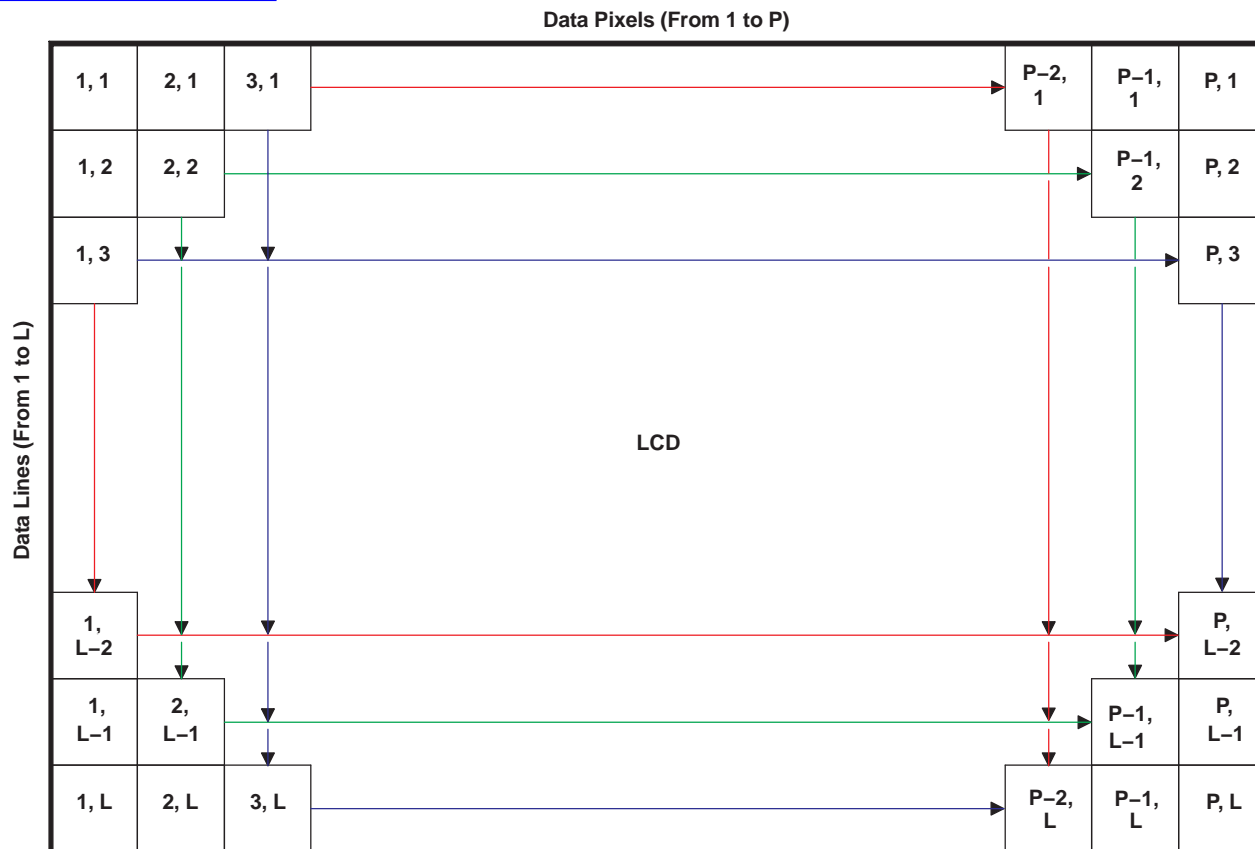 Data Pixels (From 1 to P)
1, 1
2, 1
3, 1
P–2,
1
P–1,
1
P, 1
1, 2
2, 2
P–1,
2
P, 2
1, 3
P, 3
Data Lines (From 1 to L)
LCD
1,
L–2
P,
L–2
1,
L–1
2,
L–1
P–1,
L–1
P,
L–1
1, L
2, L
3, L
P–2,
L
P–1,
L
P, L